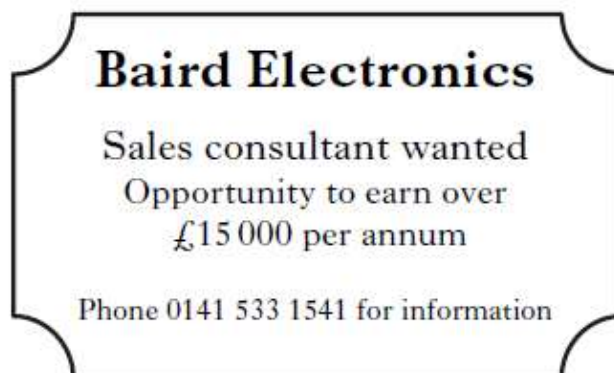 Baird Electronics
Sales consultant wanted
Opportunity to earn over
£15 000 per annum
Phone 0141 533 1541 for information